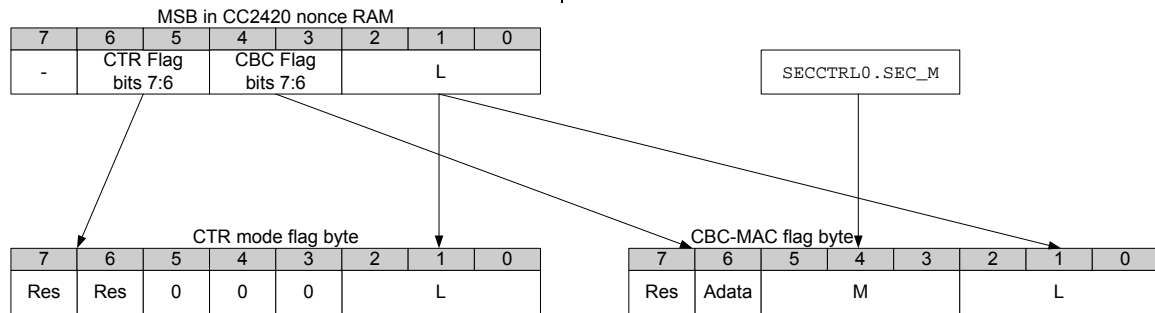 MSB in CC2420 nonce RAM
7 6 5 4 3 2 1 0
- CTR Flag bits 7:6 CBC Flag bits 7:6 L
SECCTRL0.SEC_M
CTR mode flag byte
7 6 5 4 3 2 1 0
Res Res 0 0 0 L
CBC-MAC flag byte
7 6 5 4 3 2 1 0
Res Adata M L